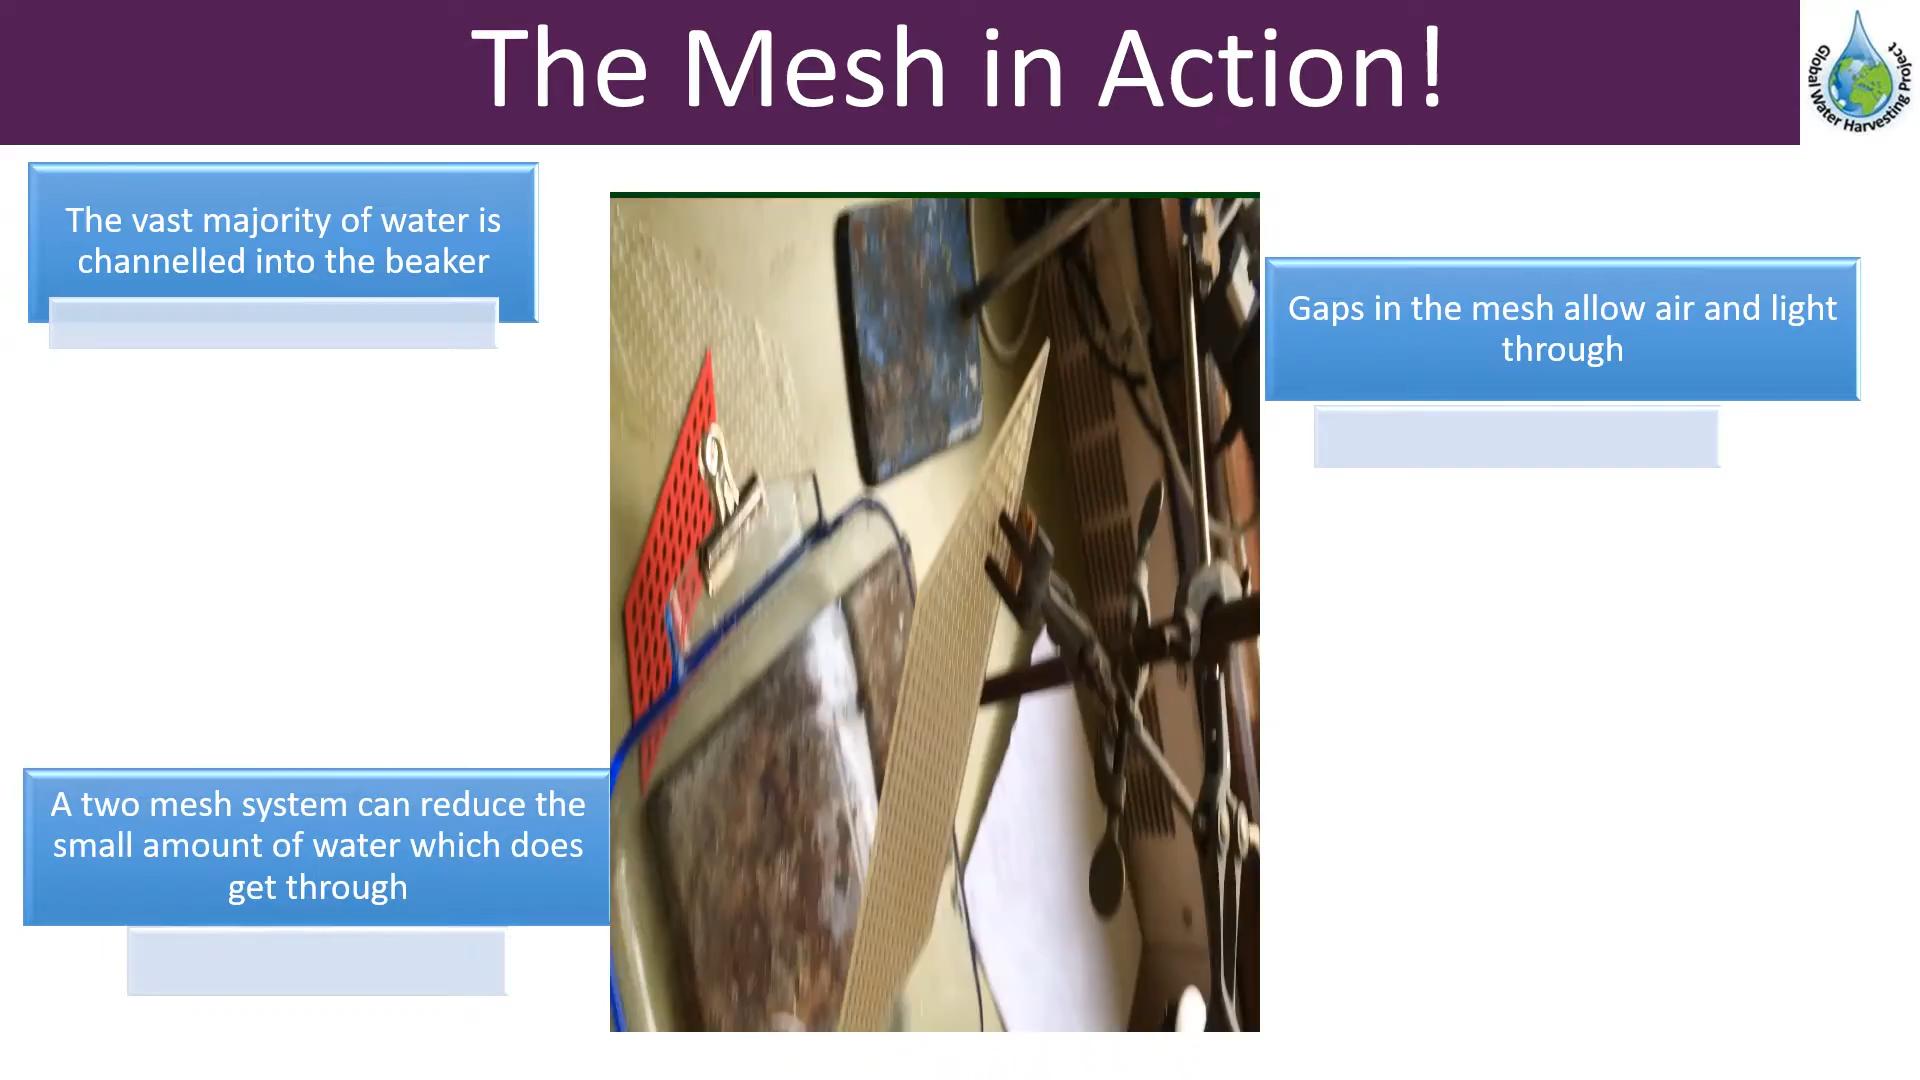 The Mesh in Action!
Global Water Harvesting Project
The vast majority of water is
channelled into the beaker
Gaps in the mesh allow air and light
through
A two mesh system can reduce the
small amount of water which does
get through